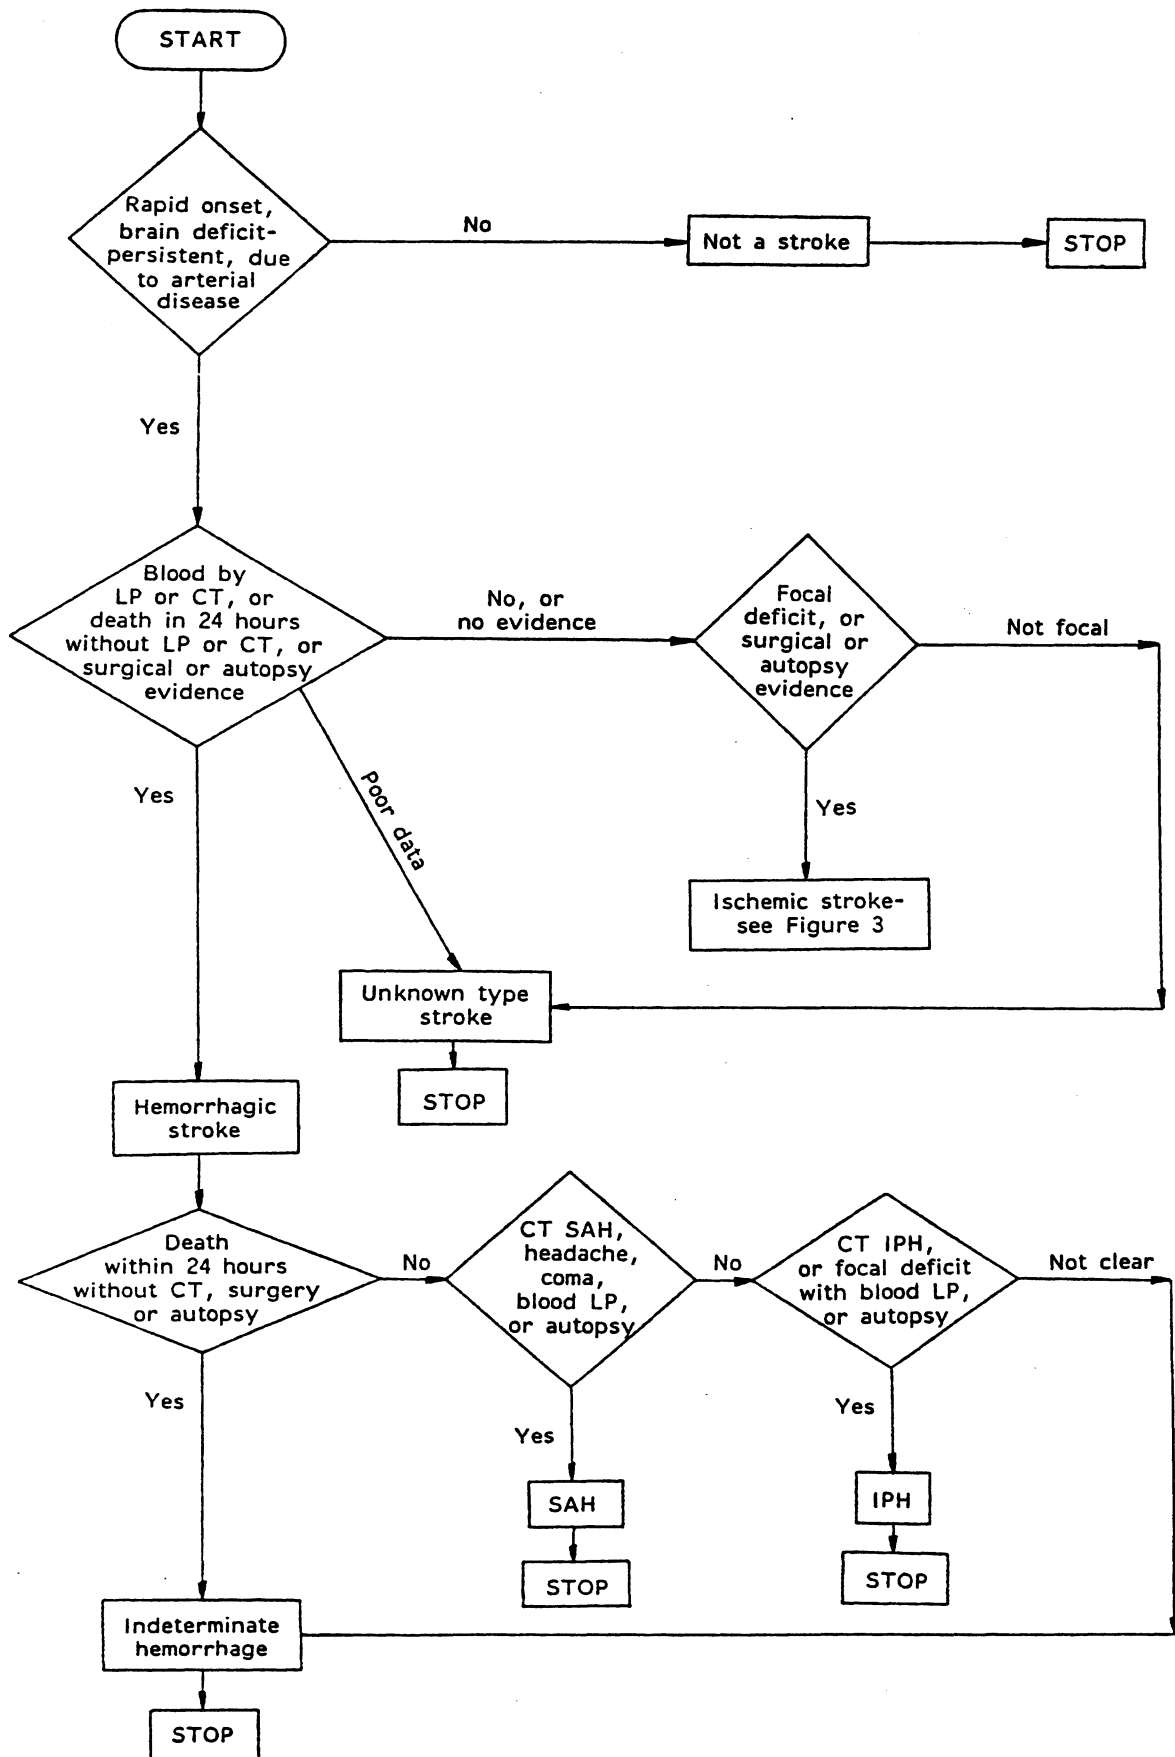 START
Rapid onset,
brain deficit-
persistent, due
to arterial
disease
No
Not a stroke
STOP
Yes
Blood by
LP or CT, or
death in 24 hours
without LP or CT, or
surgical or autopsy
evidence
No, or
no evidence
Focal
deficit, or
surgical or
autopsy
evidence
Not focal
Yes
Poor data
Yes
Ischemic stroke-
see Figure 3
Unknown type
stroke
STOP
Hemorrhagic
stroke
Death
within 24 hours
without CT, surgery
or autopsy
No
CT SAH,
headache,
coma,
blood LP,
or autopsy
No
CT IPH,
or focal deficit
with blood LP,
or autopsy
Not clear
Yes
Yes
Yes
SAH
IPH
STOP
STOP
Indeterminate
hemorrhage
STOP